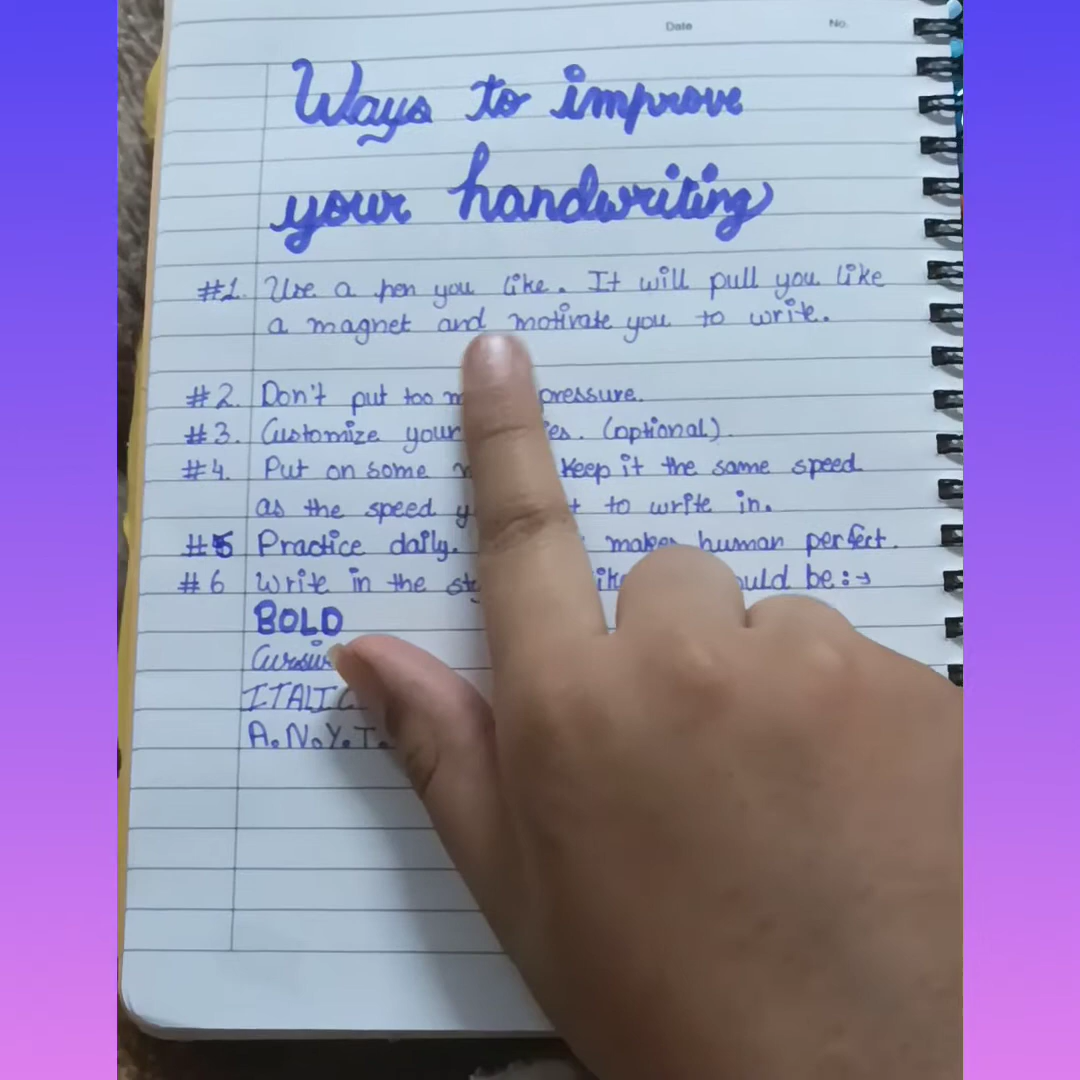 Date No.
Ways to improve
your handwriting
#1. Use a pen you like. It will pull you like
a magnet and motivate you to write.
#2. Don't put too pressure.
#3. Customize your (optional).
#4. Put on some keep it the same speed
as the speed to write in.
#5 Practice daily. makes human perfect.
#6 Write in the be:→
BOLD
ITALIC
A.N.Y.T.